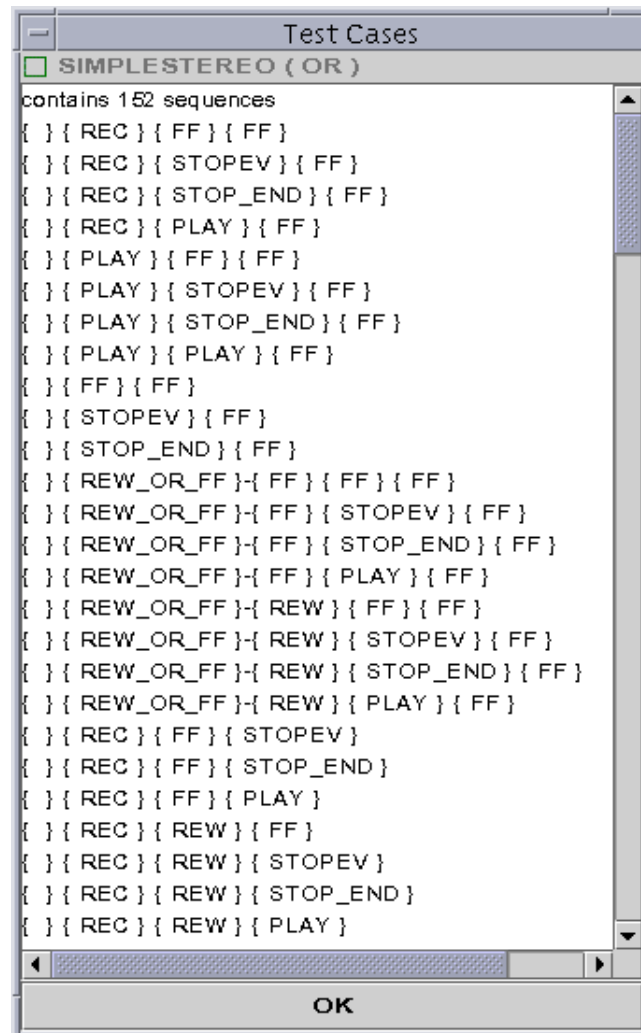 Test Cases
SIMPLESTEREO ( OR )
contains 152 sequences
{ } { REC } { FF } { FF }
{ } { REC } { STOPEV } { FF }
{ } { REC } { STOP_END } { FF }
{ } { REC } { PLAY } { FF }
{ } { PLAY } { FF } { FF }
{ } { PLAY } { STOPEV } { FF }
{ } { PLAY } { STOP_END } { FF }
{ } { PLAY } { PLAY } { FF }
{ } { FF } { FF }
{ } { STOPEV } { FF }
{ } { STOP_END } { FF }
{ } { REW_OR_FF }-{ FF } { FF } { FF }
{ } { REW_OR_FF }-{ FF } { STOPEV } { FF }
{ } { REW_OR_FF }-{ FF } { STOP_END } { FF }
{ } { REW_OR_FF }-{ FF } { PLAY } { FF }
{ } { REW_OR_FF }-{ REW } { FF } { FF }
{ } { REW_OR_FF }-{ REW } { STOPEV } { FF }
{ } { REW_OR_FF }-{ REW } { STOP_END } { FF }
{ } { REW_OR_FF }-{ REW } { PLAY } { FF }
{ } { REC } { FF } { STOPEV }
{ } { REC } { FF } { STOP_END }
{ } { REC } { FF } { PLAY }
{ } { REC } { REW } { FF }
{ } { REC } { REW } { STOPEV }
{ } { REC } { REW } { STOP_END }
{ } { REC } { REW } { PLAY }
OK